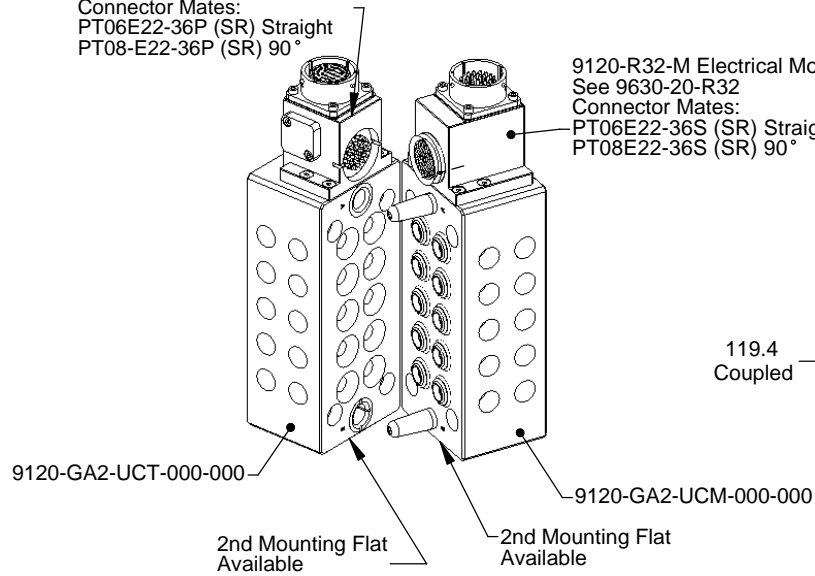 Connector Mates:
PT06E22-36P (SR) Straight
PT08-E22-36P (SR) 90°
9120-R32-M Electrical
See 9630-20-R32
Connector Mates:
PT06E22-36S (SR)
PT08E22-36S (SR) 90°
119.4
Coupled
9120-GA2-UCT-000-000
9120-GA2-UCM-000-000
2nd Mounting Flat
Available
2nd Mounting Flat
Available